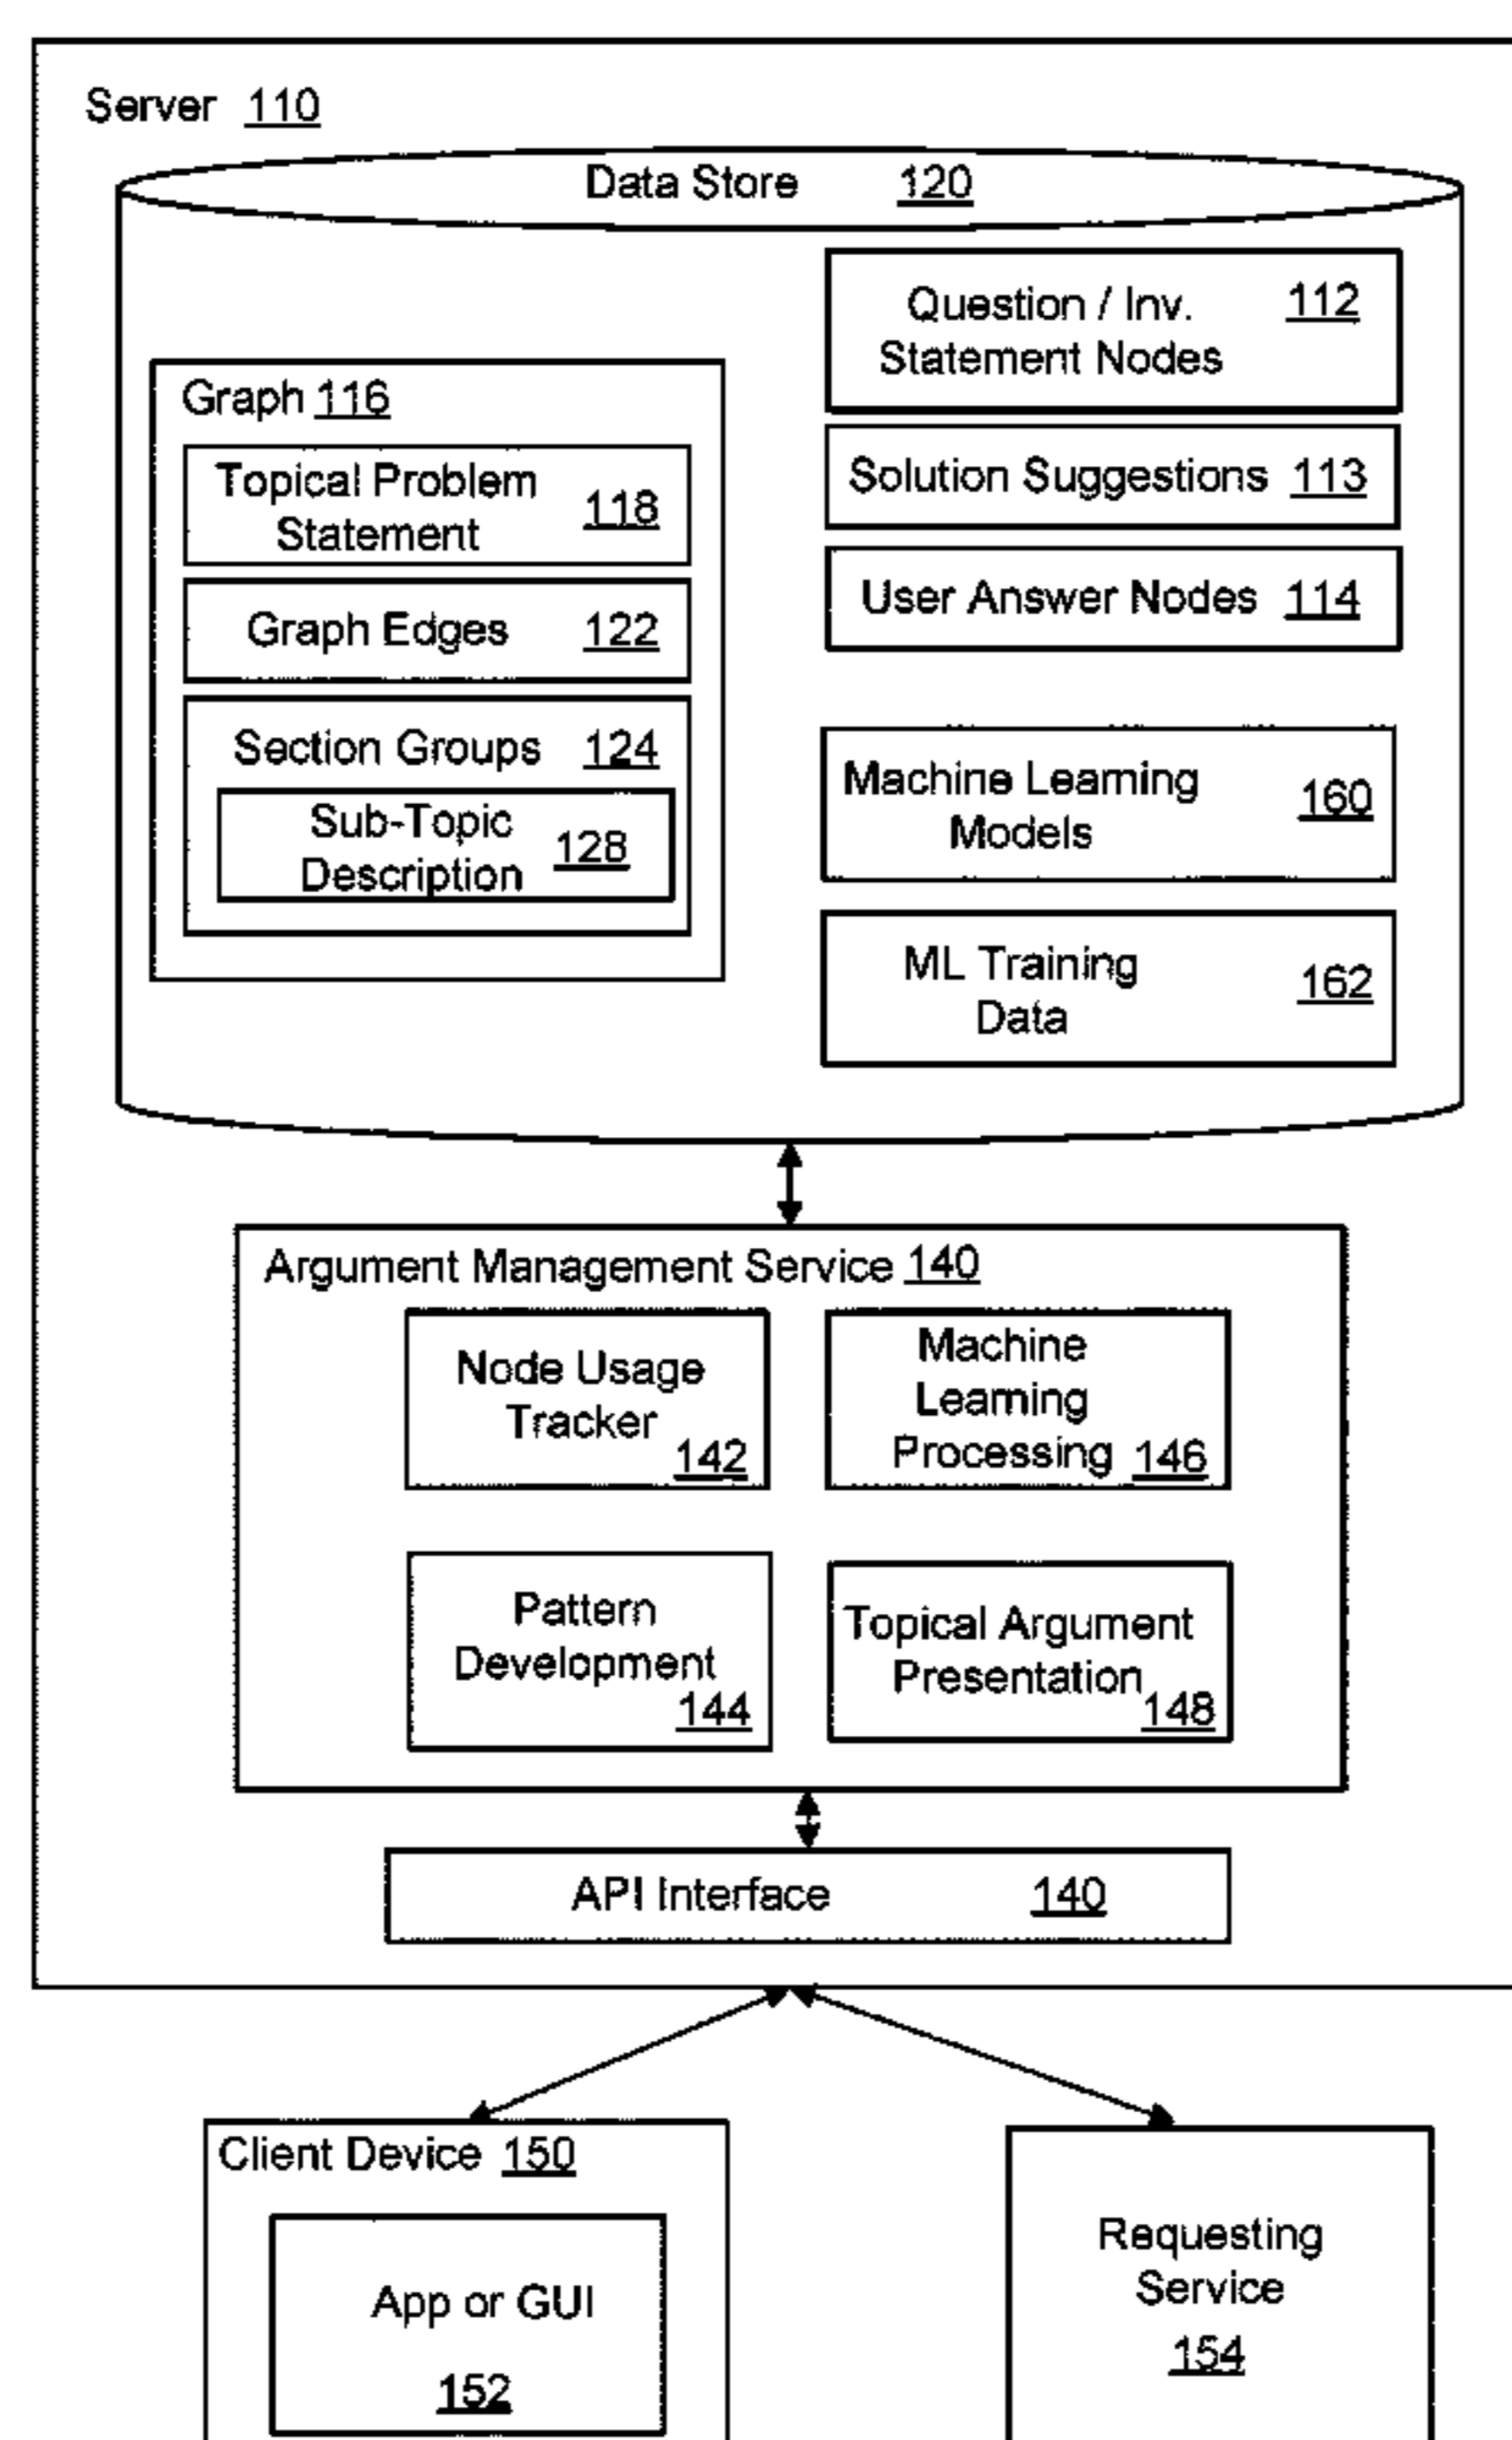 Server 110
Data Store 120
Graph 116
Topical Problem
Statement 118
Graph Edges 122
Section Groups 124
Sub-Topic
Description 128
Question / Inv. 112
Statement Nodes
Solution Suggestions 113
User Answer Nodes 114
Machine Learning
Models 160
ML Training
Data 162
Argument Management Service 140
Node Usage
Tracker
142
Machine
Learning
Processing 146
Pattern
Development
144
Topical Argument
Presentation
148
API Interface 140
Client Device 150
App or GUI
152
Requesting
Service
154